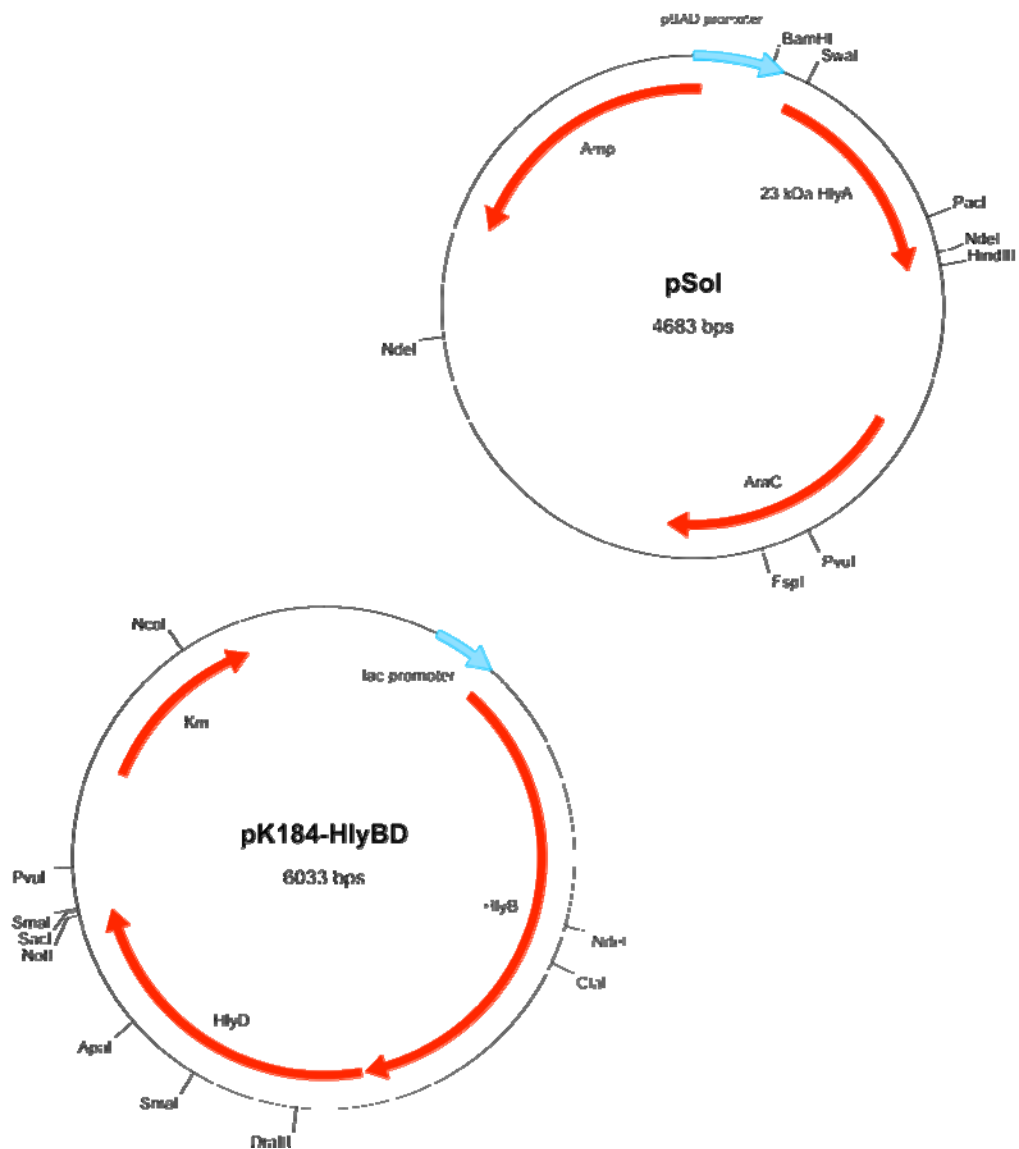 pBAD promoter
BamHI
SwaI
Amp
23 kDa HlyA
PacI
NdeI
HindIII
pSol
4683 bps
NdeI
AraC
PvuI
FspI
NcoI
lac promoter
Km
pK184-HlyBD
6033 bps
PvuI
HlyB
SmaI
SacI
NotI
NdeI
ClaI
HlyD
ApaI
SmaI
DraIII